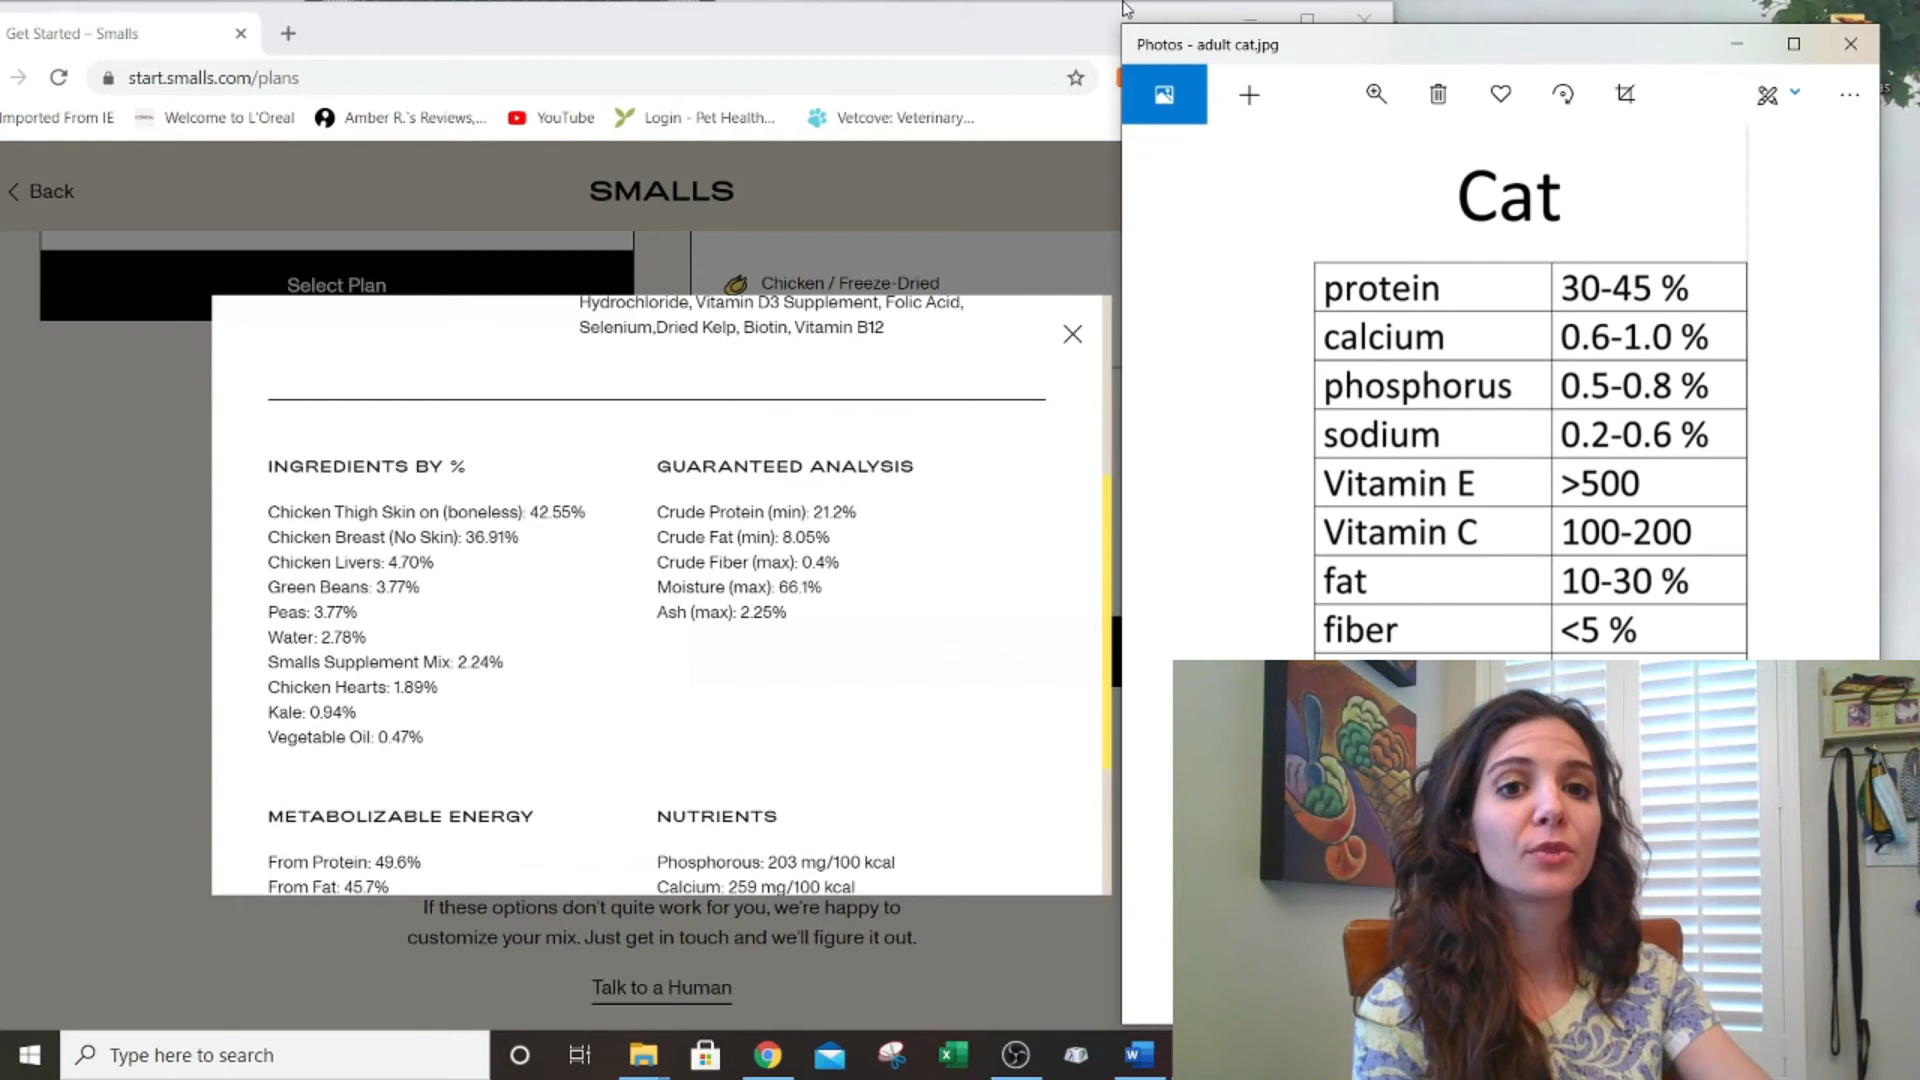 Get Started – Smalls
start.smalls.com/plans
Imported From IE
Welcome to L'Oreal
Amber R.`s Reviews,...
YouTube
Login - Pet Health...
Vetcove: Veterinary...
Back
SMALLS
Select Plan
Chicken / Freeze-Dried
Hydrochloride, Vitamin D3 Supplement, Folic Acid,
Selenium,Dried Kelp, Biotin, Vitamin B12
INGREDIENTS BY %
Chicken Thigh Skin on (boneless): 42.55%
Chicken Breast (No Skin): 36.91%
Chicken Livers: 4.70%
Green Beans: 3.77%
Peas: 3.77%
Water: 2.78%
Smalls Supplement Mix: 2.24%
Chicken Hearts: 1.89%
Kale: 0.94%
Vegetable Oil: 0.47%
GUARANTEED ANALYSIS
Crude Protein (min): 21.2%
Crude Fat (min): 8.05%
Crude Fiber (max): 0.4%
Moisture (max): 66.1%
Ash (max): 2.25%
METABOLIZABLE ENERGY
From Protein: 49.6%
From Fat: 45.7%
NUTRIENTS
Phosphorous: 203 mg/100 kcal
Calcium: 259 mg/100 kcal
If these options don't quite work for you, we're happy to
customize your mix. Just get in touch and we'll figure it out.
Talk to a Human
Photos - adult cat.jpg
Cat
protein 30-45 %
calcium 0.6-1.0 %
phosphorus 0.5-0.8 %
sodium 0.2-0.6 %
Vitamin E >500
Vitamin C 100-200
fat 10-30 %
fiber <5 %
Type here to search